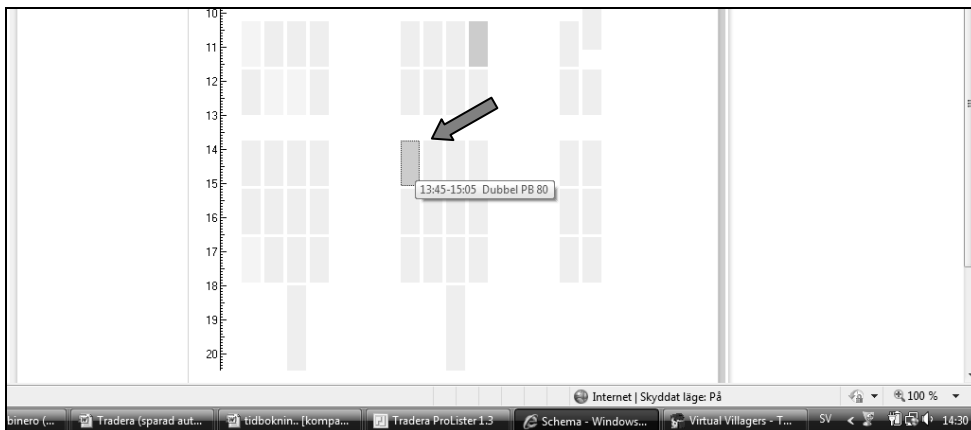 10
11
12
13
14
15
16
17
18
19
20
13:45-15:05 Dubbel PB 80
Internet | Skyddat läge: På
100 %
binero (...
Tradera (sparad aut...
tidboknin.. [kompa...
Tradera ProLister1.3
Schema - Windows...
Virtual Villagers - T...
SV
14:30